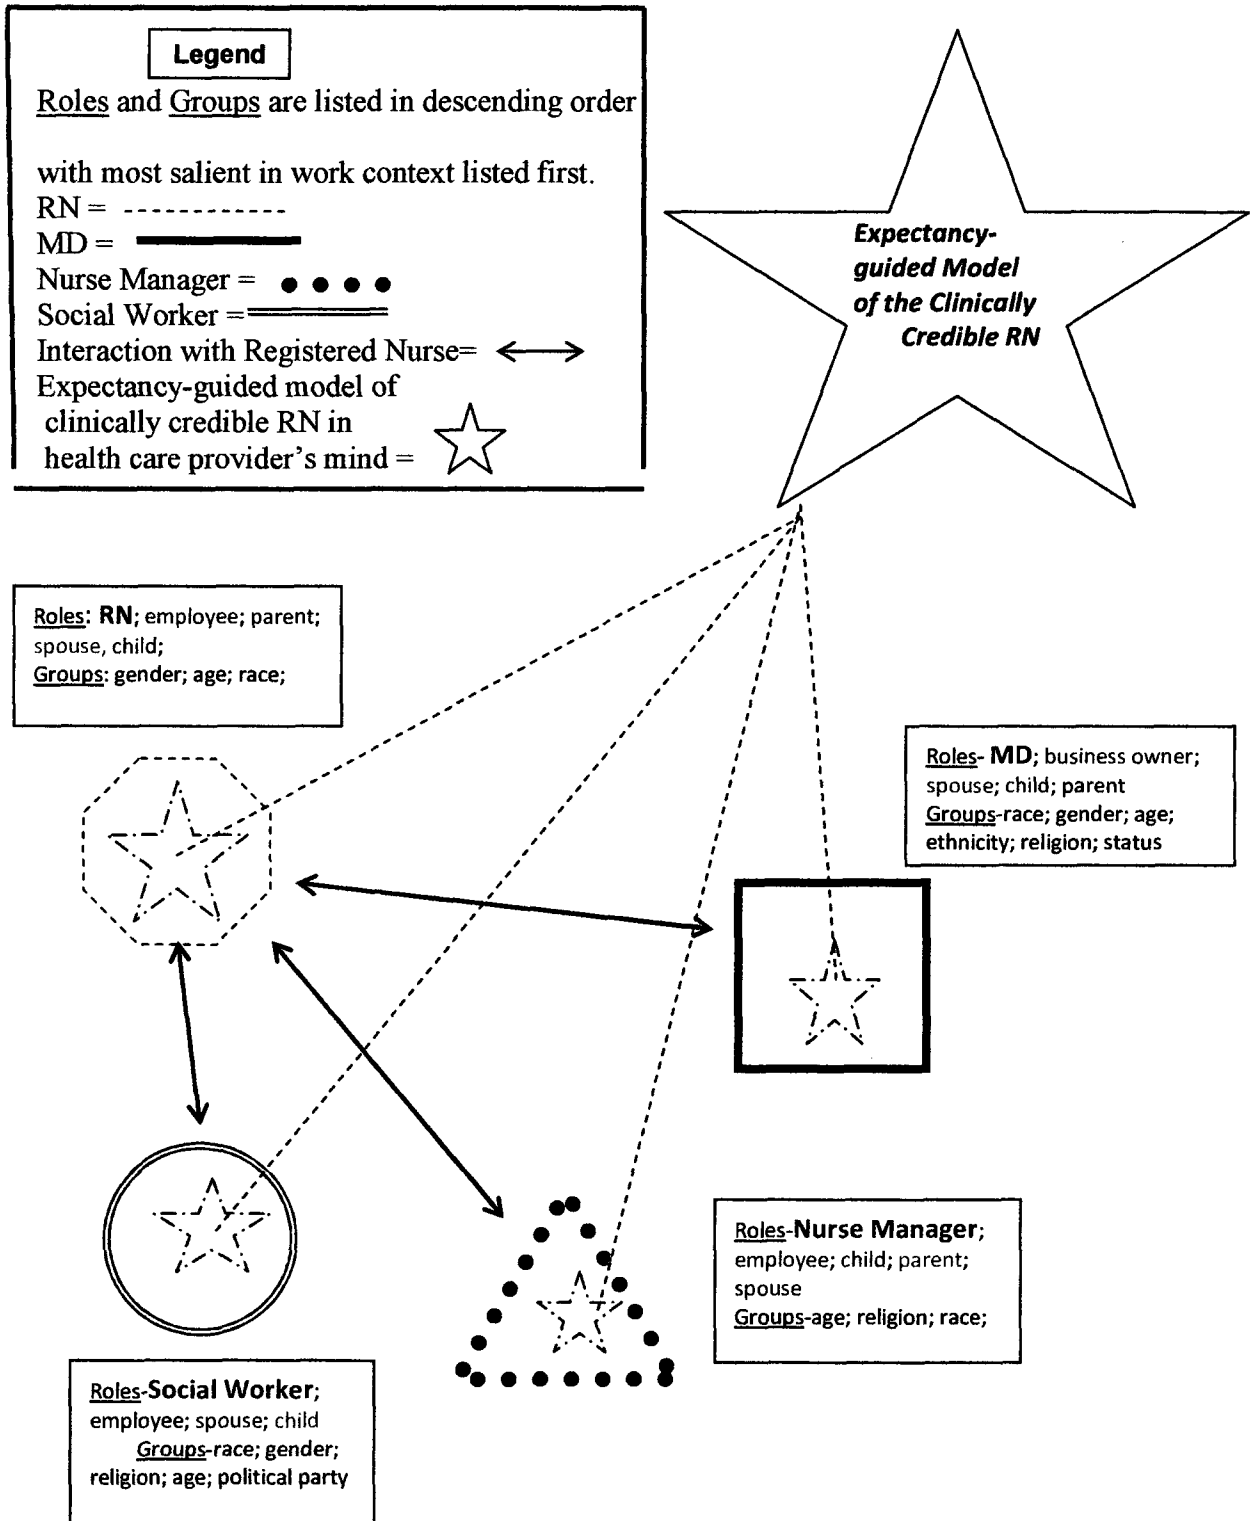 Legend
Roles and Groups are listed in descending order
with most salient in work context listed first.
RN =
MD =
Nurse Manager =
Social Worker =
Interaction with Registered Nurse=
Expectancy-guided model of
clinically credible RN in
health care provider's mind =
Expectancy-
guided Model
of the Clinically
Credible RN
Roles: RN; employee; parent;
spouse, child;
Groups: gender; age; race;
Roles- MD; business owner;
spouse; child; parent
Groups-race; gender; age;
ethnicity; religion; status
Roles-Nurse Manager;
employee; child; parent;
spouse
Groups-age; religion; race;
Roles-Social Worker;
employee; spouse; child
Groups-race; gender;
religion; age; political party